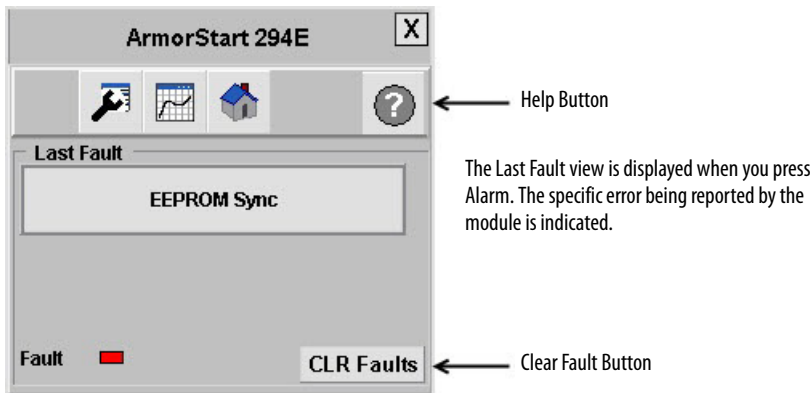 ArmorStart 294E
X
?
Help Button
Last Fault
EEPROM Sync
The Last Fault view is displayed when you press
Alarm. The specific error being reported by the
module is indicated.
Fault
CLR Faults
Clear Fault Button